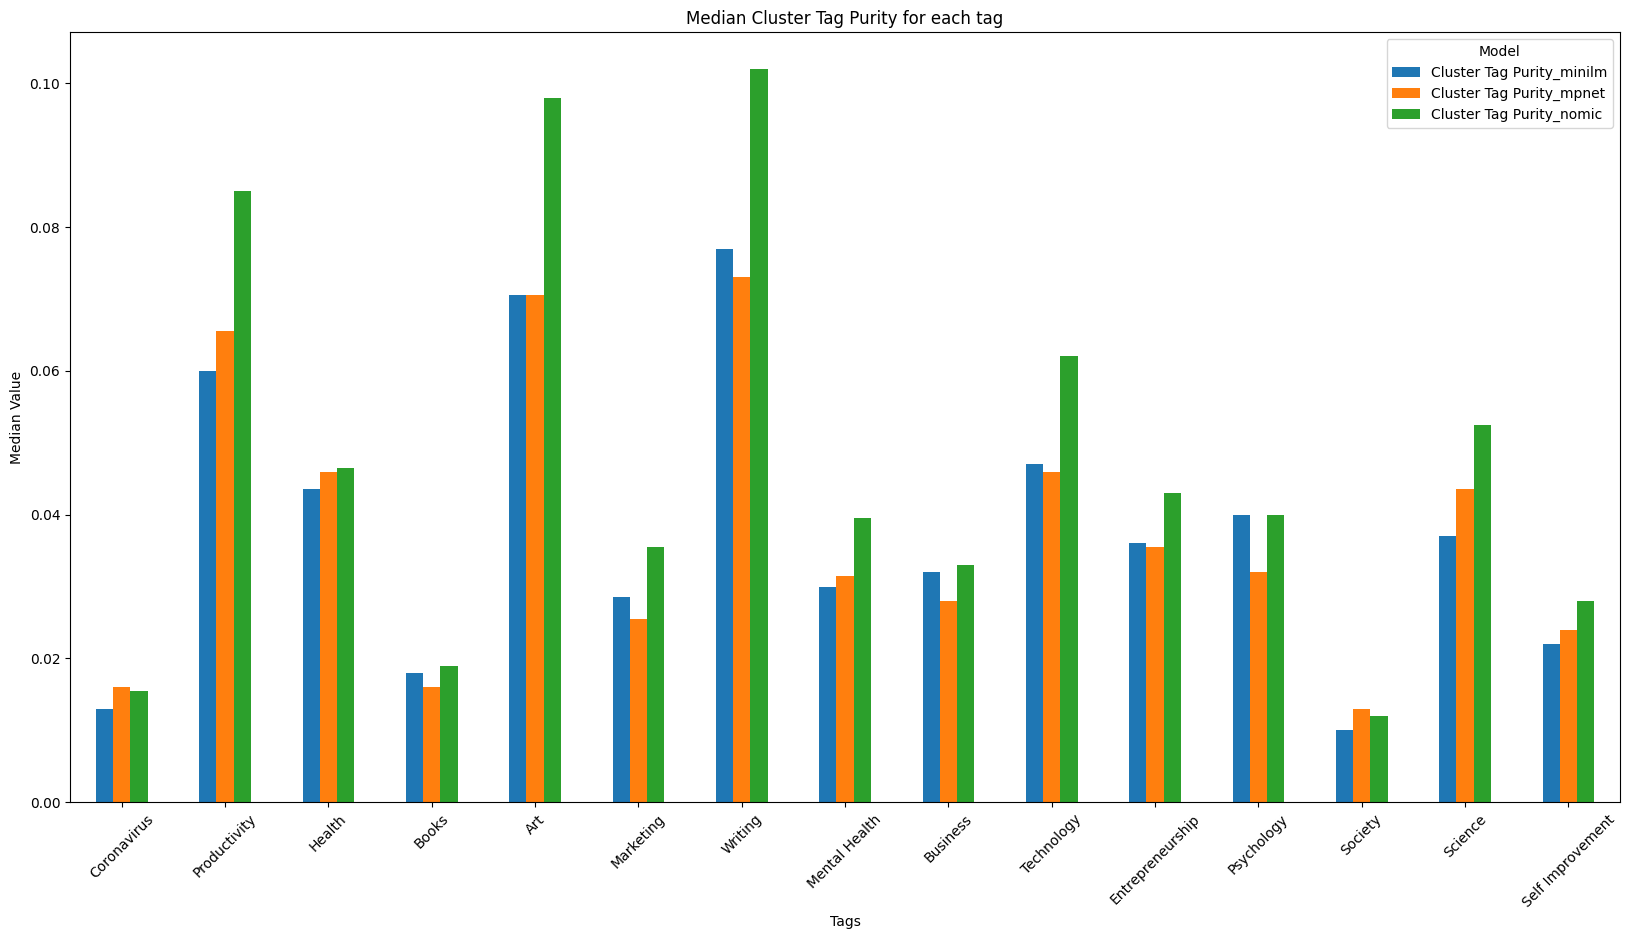 Median Cluster Tag Purity for each tag
Model
Cluster Tag Purity_minilm
Cluster Tag Purity_mpnet
Cluster Tag Purity_nomic
Median Value
0.10
0.08
0.06
0.04
0.02
0.00
Coronavirus
Productivity
Health
Books
Art
Marketing
Writing
Mental Health
Business
Technology
Entrepreneurship
Psychology
Society
Science
Self Improvement
Tags